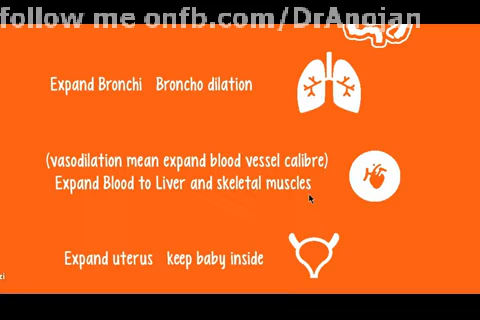 follow me onfb.com/DrAnqian
Expand Bronchi Broncho dilation
(vasodilation mean expand blood vessel calibre)
Expand Blood to Liver and skeletal muscles
Expand uterus keep baby inside